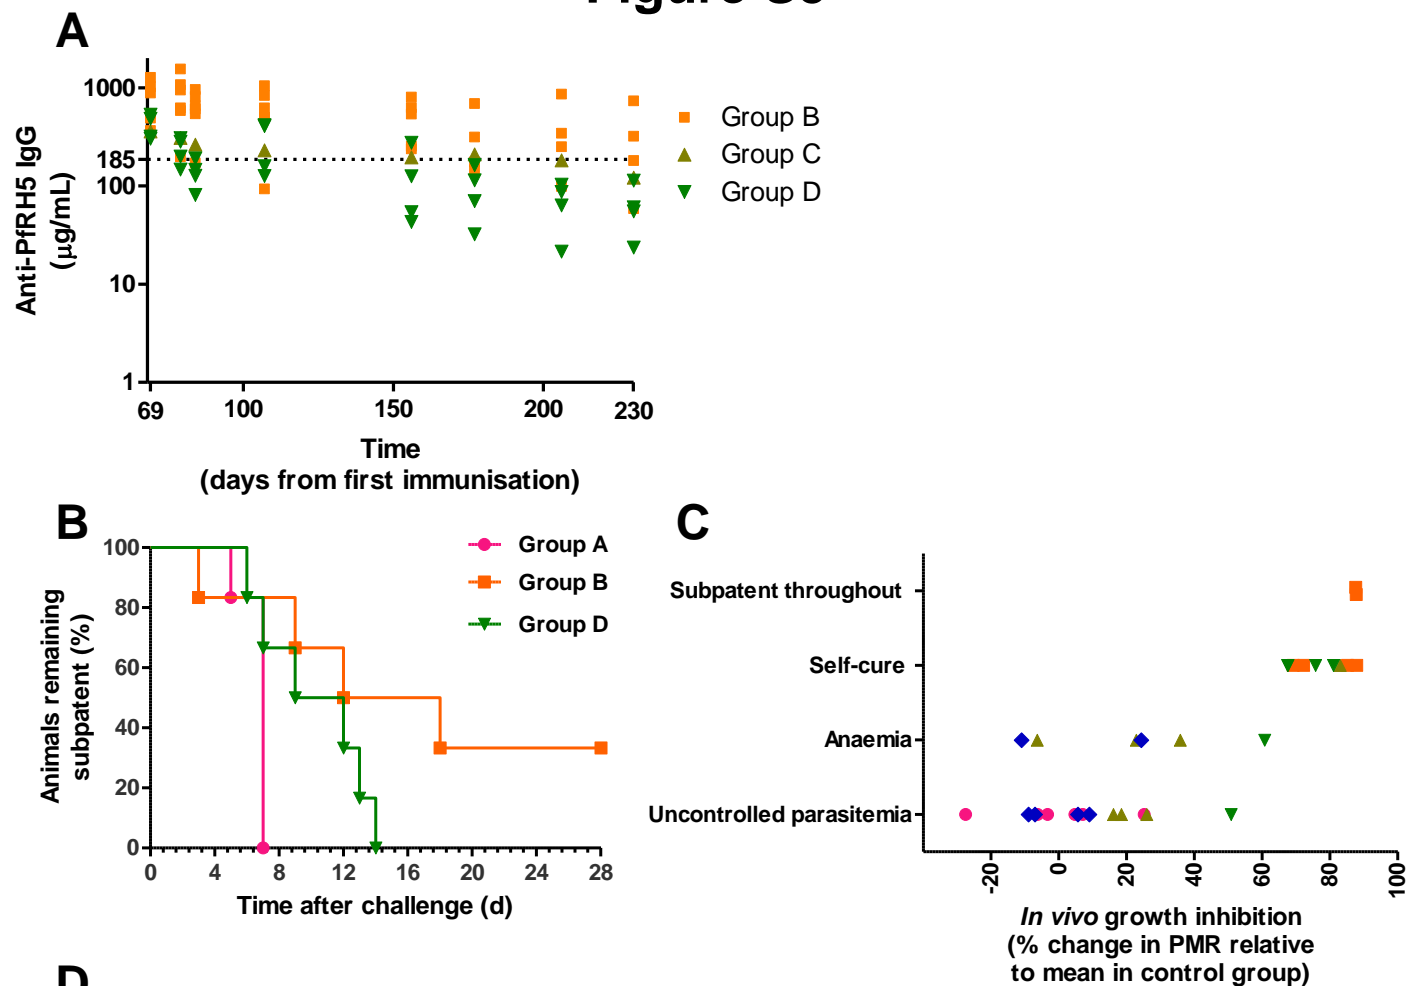 A
Anti-PfRH5 IgG
(µg/mL)
1000
185
100
10
1
69
100
150
200
230
Time
(days from first immunisation)
Group B
Group C
Group D
B
Animals remaining
subpatent (%)
100
80
60
40
20
0
0
4
8
12
16
20
24
28
Time after challenge (d)
Group A
Group B
Group D
C
Subpatent throughout
Self-cure
Anaemia
Uncontrolled parasitemia
-20
0
20
40
60
80
100
In vivo growth inhibition
(% change in PMR relative
to mean in control group)